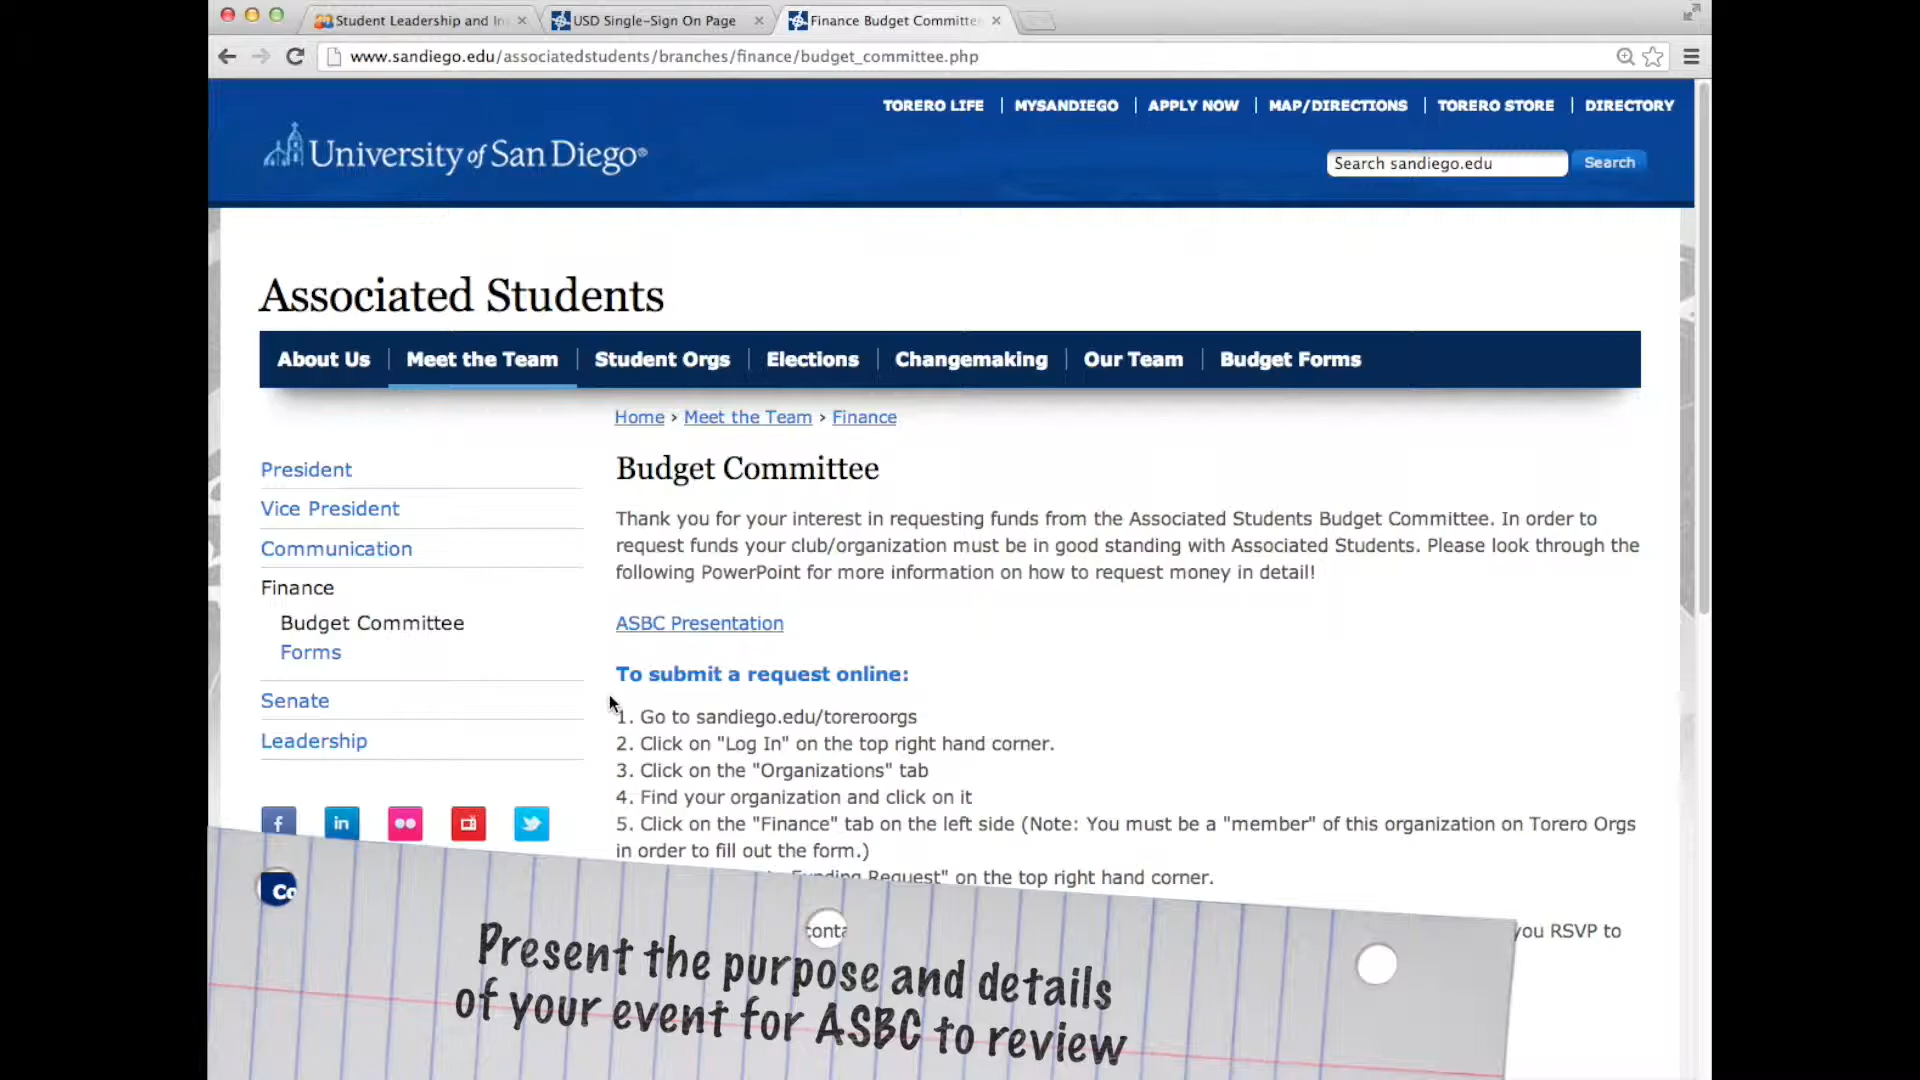 Student Leadership and In
USD Single-Sign On Page
Finance Budget Committe
www.sandiego.edu/associatedstudents/branches/finance/budget_committee.php
TORERO LIFE | MYSANDIEGO | APPLY NOW | MAP/DIRECTIONS | TORERO STORE | DIRECTORY
University of San Diego®
Search sandiego.edu
Search
Associated Students
About Us | Meet the Team | Student Orgs | Elections | Changemaking | Our Team | Budget Forms
Home › Meet the Team › Finance
President
Vice President
Communication
Finance
Budget Committee
Forms
Senate
Leadership
f
in
Budget Committee
Thank you for your interest in requesting funds from the Associated Students Budget Committee. In order to
request funds your club/organization must be in good standing with Associated Students. Please look through the
following PowerPoint for more information on how to request money in detail!
ASBC Presentation
To submit a request online:
1. Go to sandiego.edu/toreroorgs
2. Click on "Log In" on the top right hand corner.
3. Click on the "Organizations" tab
4. Find your organization and click on it
5. Click on the "Finance" tab on the left side (Note: You must be a "member" of this organization on Torero Orgs
in order to fill out the form.)
Request" on the top right hand corner.
you RSVP to
Present the purpose and details
of your event for ASBC to review